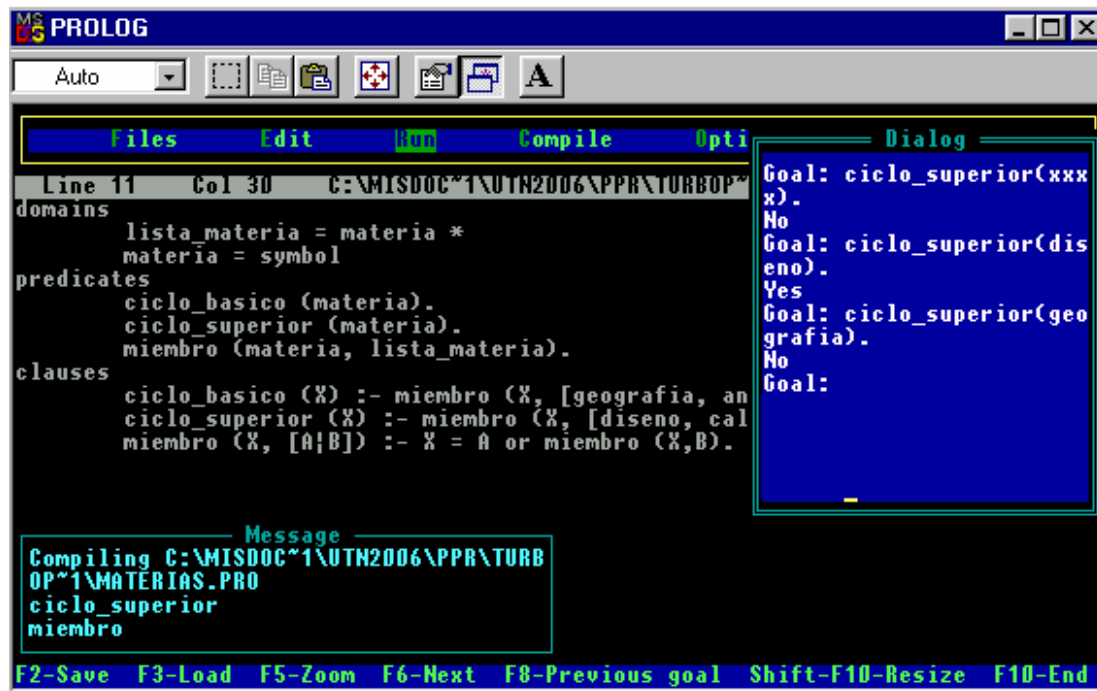 PROLOG
Auto
A
Files Edit Run Compile Opti
Line 11 Col 30 C:\MISDOC~1\UTN2006\PPR\TURBOP~
domains
lista_materia = materia *
materia = symbol
predicates
ciclo_basico (materia).
ciclo_superior (materia).
miembro (materia, lista_materia).
clauses
ciclo_basico (X) :- miembro (X, [geografia, an
ciclo_superior (X) :- miembro (X, [diseno, cal
miembro (X, [A¦B]) :- X = A or miembro (X,B).
Dialog
Goal: ciclo_superior(xxx
x).
No
Goal: ciclo_superior(dis
eno).
Yes
Goal: ciclo_superior(geo
grafia).
No
Goal:
Message
Compiling C:\MISDOC~1\UTN2006\PPR\TURB
OP~1\MATERIAS.PRO
ciclo_superior
miembro
F2-Save F3-Load F5-Zoom F6-Next F8-Previous goal Shift-F10-Resize F10-End